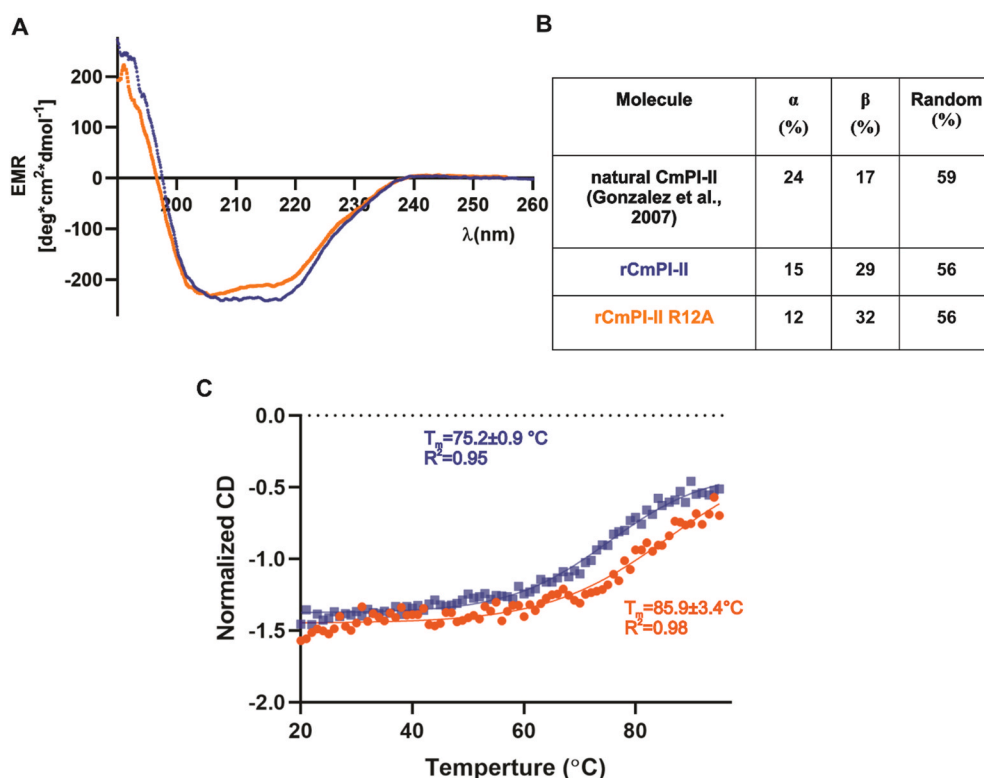 A
200
100
0
-100
-200
EMR
[deg*cm²*dmol⁻¹]
200 210 220 230 240 250 260
λ(nm)
B
Molecule
α
(%)
β
(%)
Random
(%)
natural CmPI-II
(Gonzalez et al.,
2007)
24
17
59
rCmPI-II
15
29
56
rCmPI-II R12A
12
32
56
C
0.0
-0.5
-1.0
-1.5
-2.0
Normalized CD
Tm=75.2±0.9 °C
R²=0.95
Tm=85.9±3.4°C
R²=0.98
20 40 60 80
Temperture (°C)